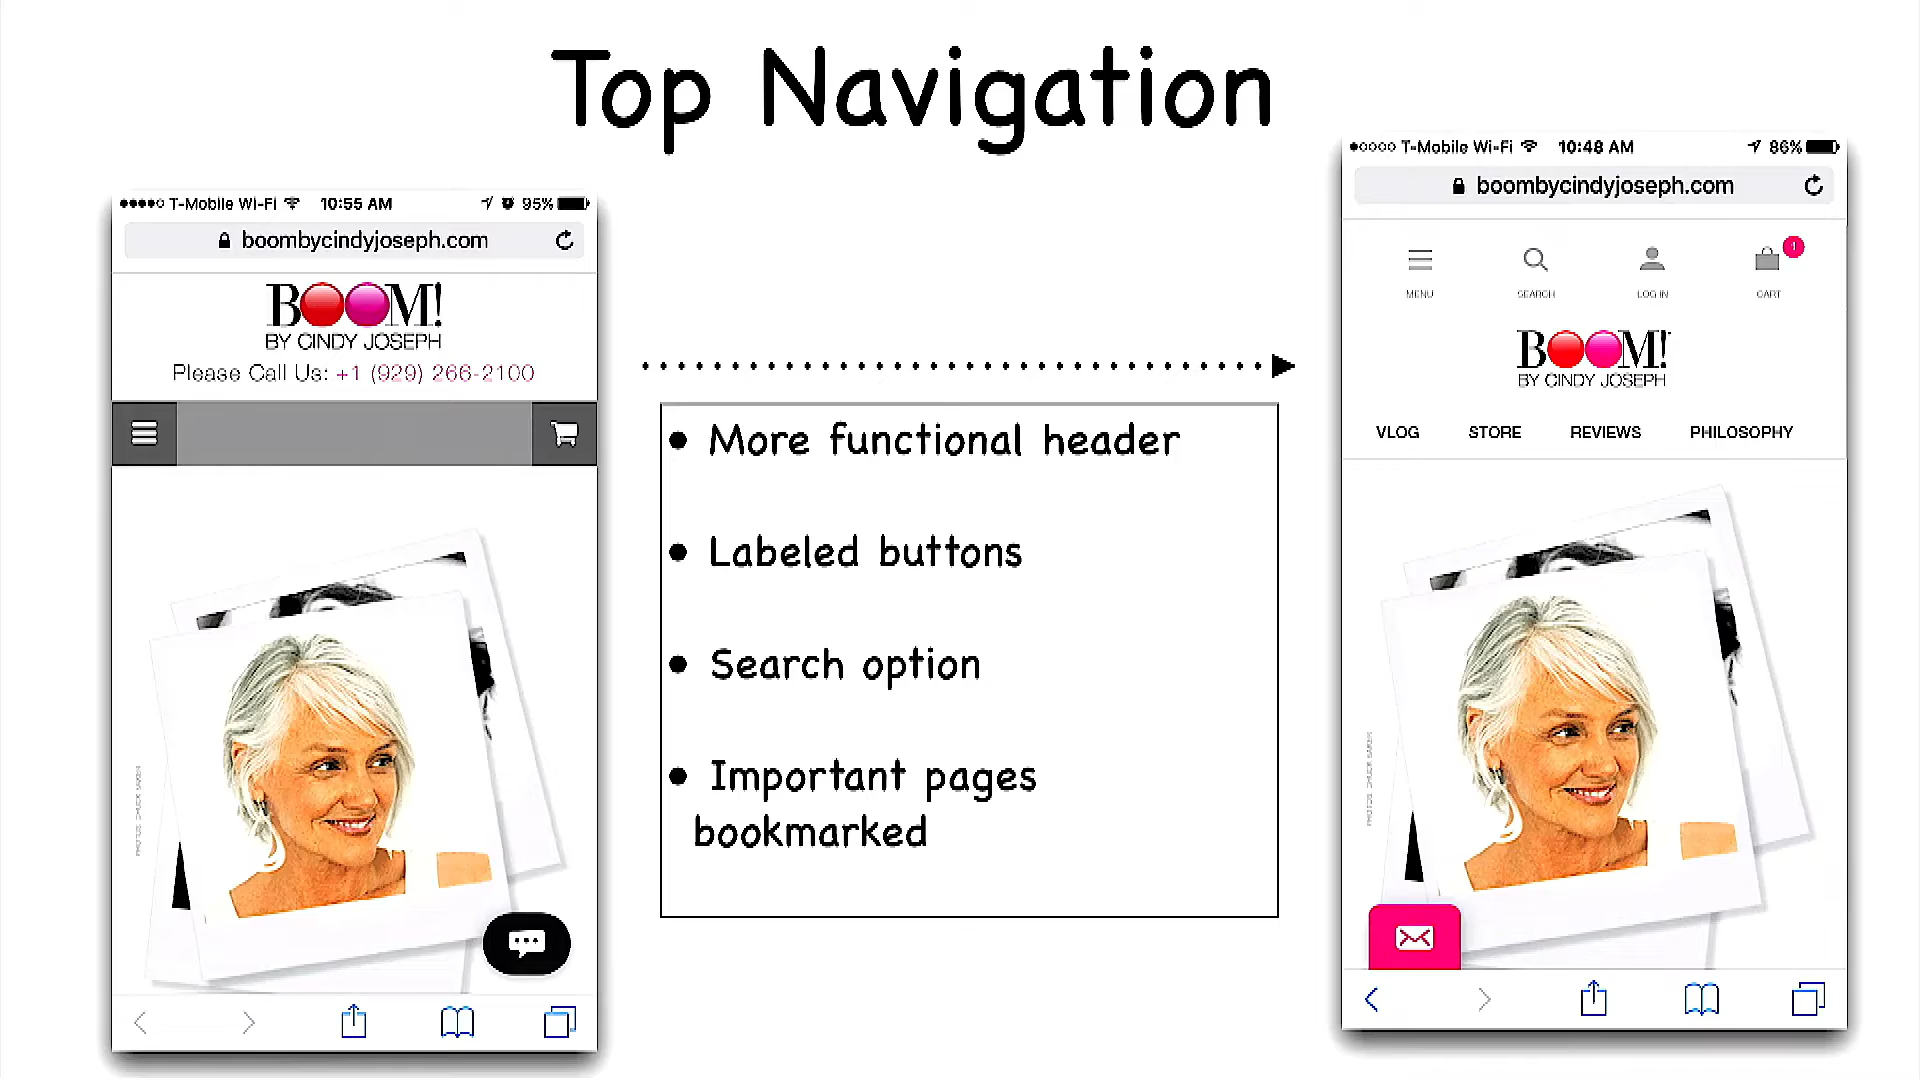 Top Navigation
T-Mobile Wi-Fi 10:55 AM 95%
boombycindyjoseph.com
BOOM!
BY CINDY JOSEPH
Please Call Us: +1 (929) 266-2100
• More functional header
• Labeled buttons
• Search option
• Important pages
bookmarked
T-Mobile Wi-Fi 10:48 AM 86%
boombycindyjoseph.com
1
MENU SEARCH LOG IN CART
BOOM!
BY CINDY JOSEPH
VLOG STORE REVIEWS PHILOSOPHY